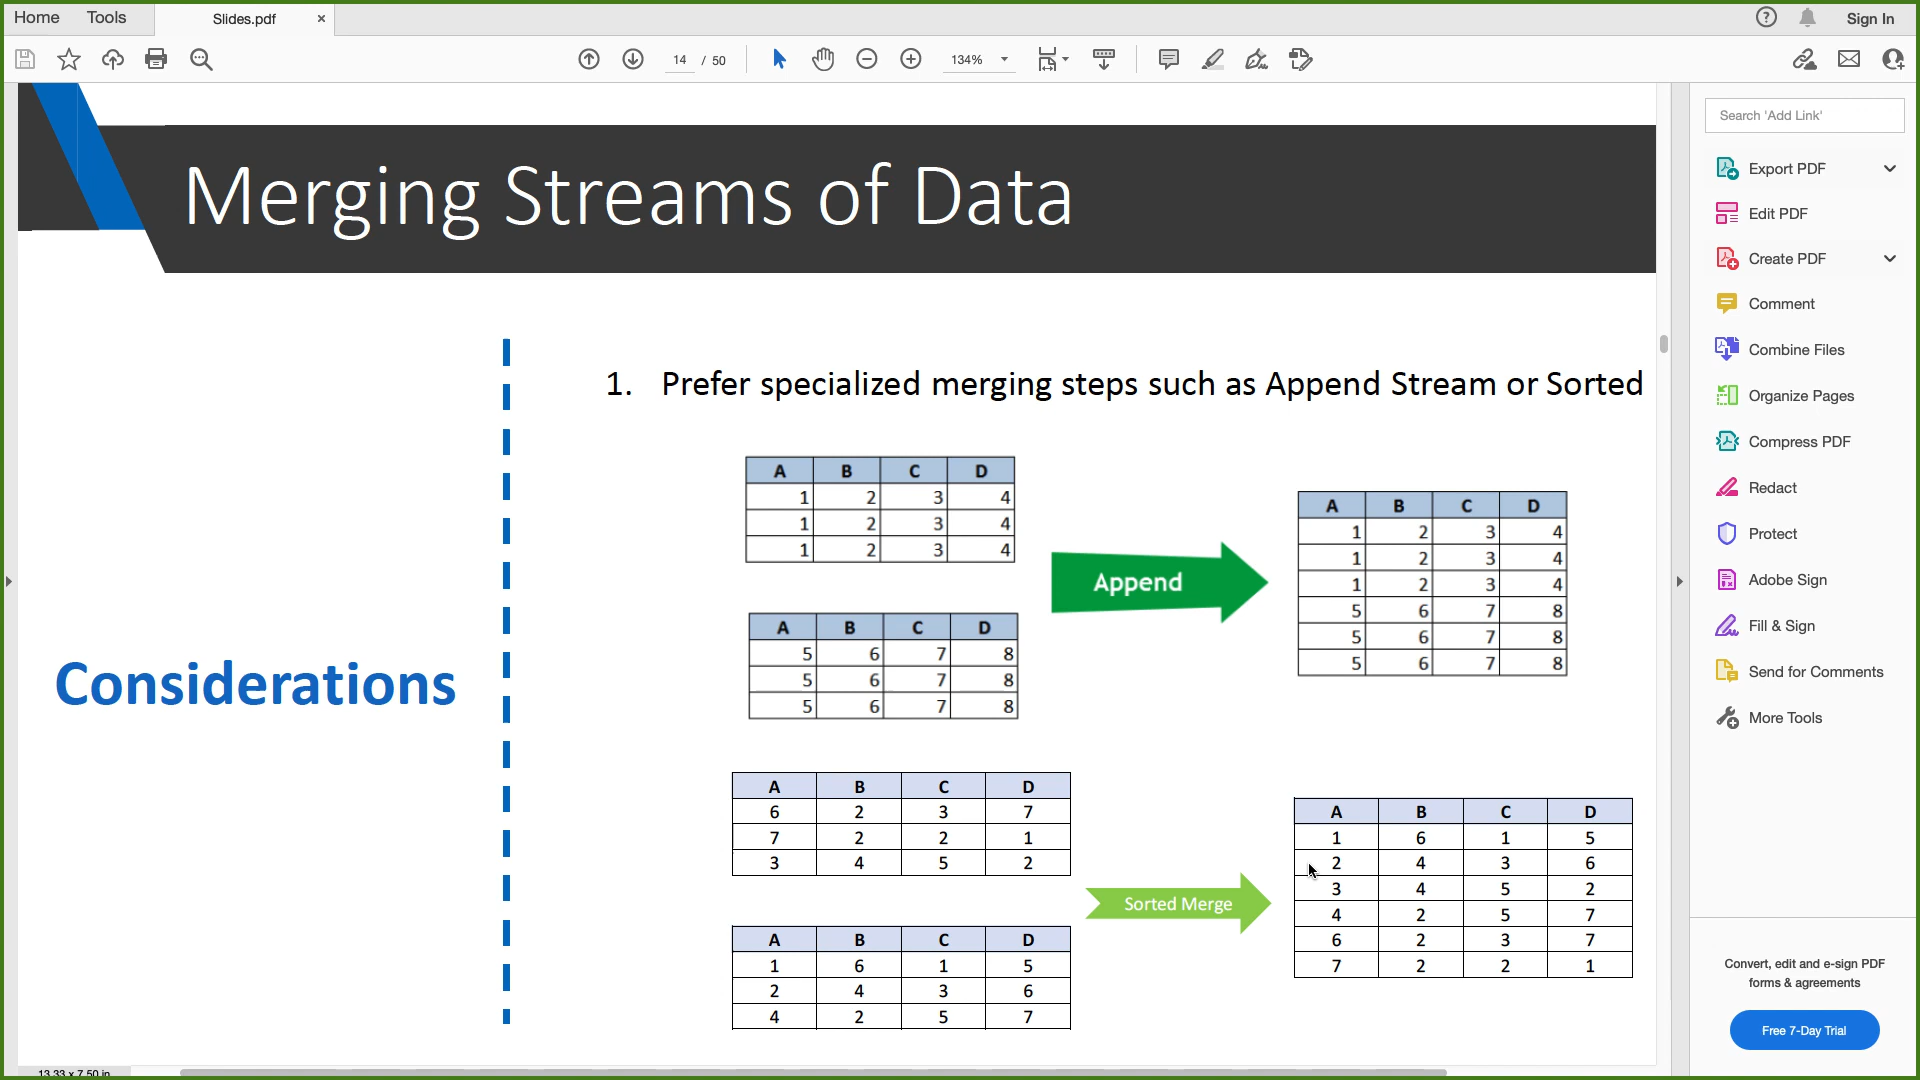 Home Tools Slides.pdf × Sign In
14 / 50 134%
Search 'Add Link'
Merging Streams of Data
Considerations
1. Prefer specialized merging steps such as Append Stream or Sorted
A B C D
1 2 3 4
1 2 3 4
1 2 3 4
A B C D
5 6 7 8
5 6 7 8
5 6 7 8
Append
A B C D
1 2 3 4
1 2 3 4
1 2 3 4
5 6 7 8
5 6 7 8
5 6 7 8
A B C D
6 2 3 7
7 2 2 1
3 4 5 2
A B C D
1 6 1 5
2 4 3 6
4 2 5 7
Sorted Merge
A B C D
1 6 1 5
2 4 3 6
3 4 5 2
4 2 5 7
6 2 3 7
7 2 2 1
Export PDF
Edit PDF
Create PDF
Comment
Combine Files
Organize Pages
Compress PDF
Redact
Protect
Adobe Sign
Fill & Sign
Send for Comments
More Tools
Convert, edit and e-sign PDF
forms & agreements
Free 7-Day Trial
13.33 x 7.50 in